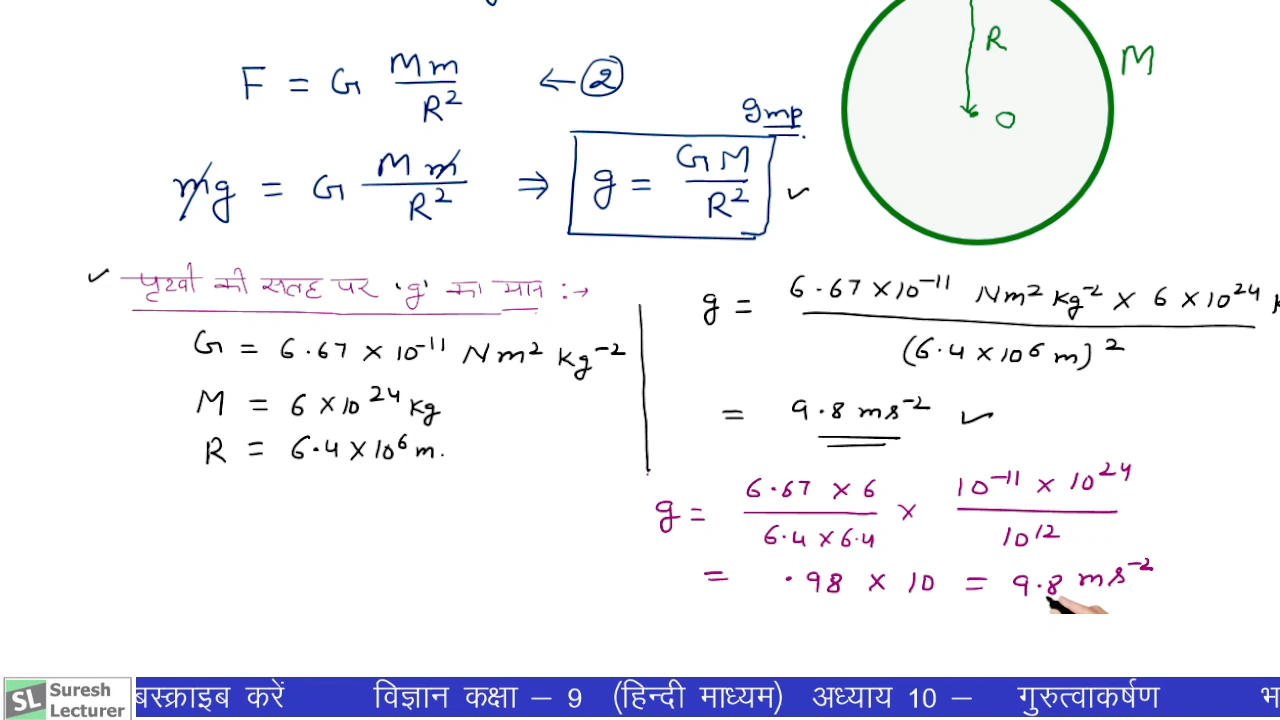 R
M
O
F = G Mm/R² ← ②
gmp.
mg = G Mm/R² ⇒ g = GM/R² ✓
✓ पृथ्वी की सतह पर 'g' का मान :→
G = 6.67 × 10⁻¹¹ Nm² Kg⁻²
M = 6 × 10²⁴ Kg
R = 6.4 × 10⁶ m.
g = 6.67 × 10⁻¹¹ Nm² Kg⁻² × 6 × 10²⁴ K / (6.4 × 10⁶ m)²
= 9.8 ms⁻² ✓
g = 6.67 × 6 / 6.4 × 6.4 × 10⁻¹¹ × 10²⁴ / 10¹²
= .98 × 10 = 9.8 ms⁻²
SL Suresh Lecturer
बस्क्राइब करें विज्ञान कक्षा – 9 (हिन्दी माध्यम) अध्याय 10 – गुरुत्वाकर्षण भ